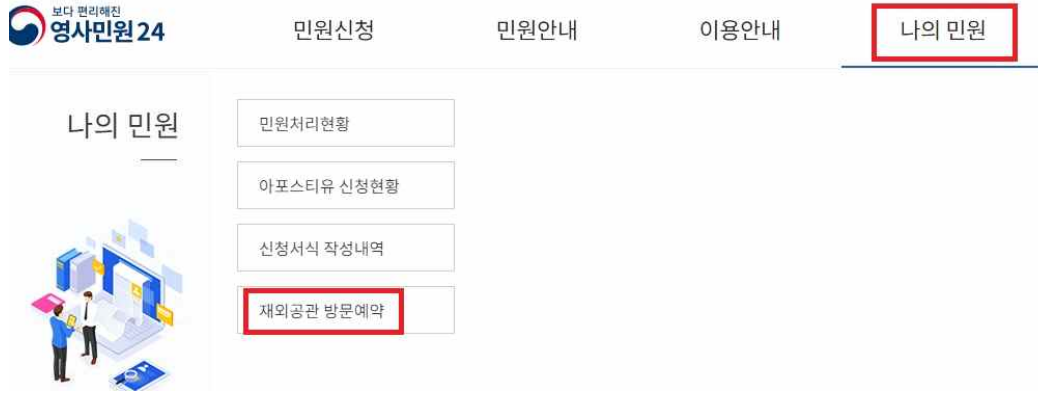 보다 편리해진
영사민원 24
민원신청
민원안내
이용안내
나의 민원
나의 민원
민원처리현황
아포스티유 신청현황
신청서식 작성내역
재외공관 방문예약